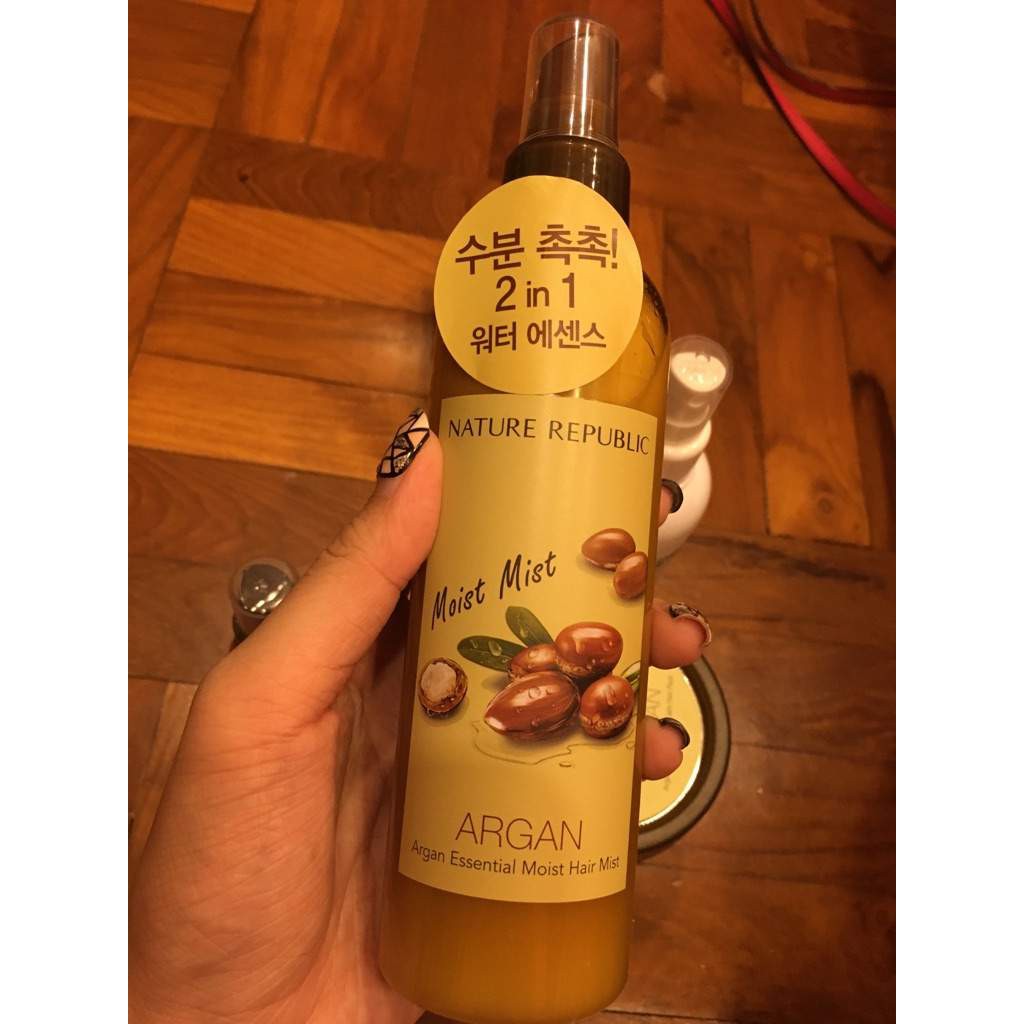 수분 촉촉!
2 in 1
워터 에센스
NATURE REPUBLIC
Moist Mist
ARGAN
Argan Essential Moist Hair Mist